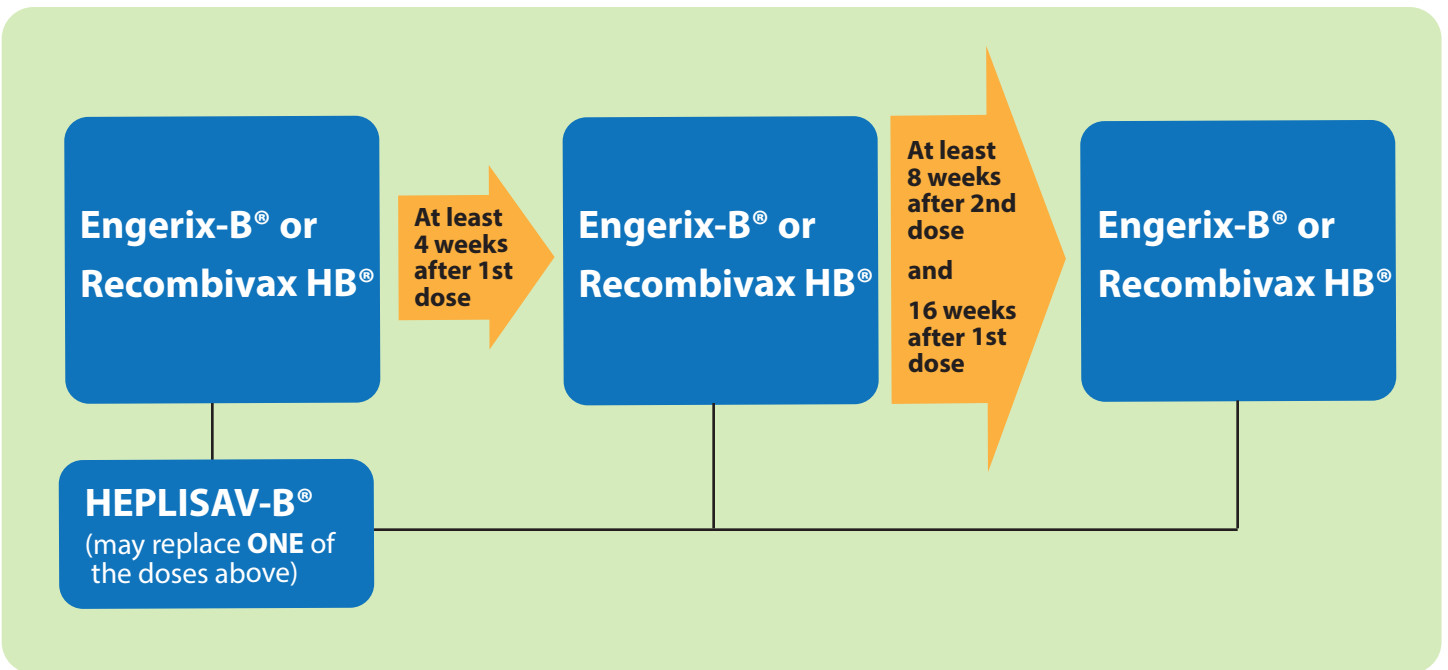 Engerix-B® or
Recombivax HB®
At least
4 weeks
after 1st
dose
Engerix-B® or
Recombivax HB®
At least
8 weeks
after 2nd
dose
and
16 weeks
after 1st
dose
Engerix-B® or
Recombivax HB®
HEPLISAV-B®
(may replace ONE of
the doses above)